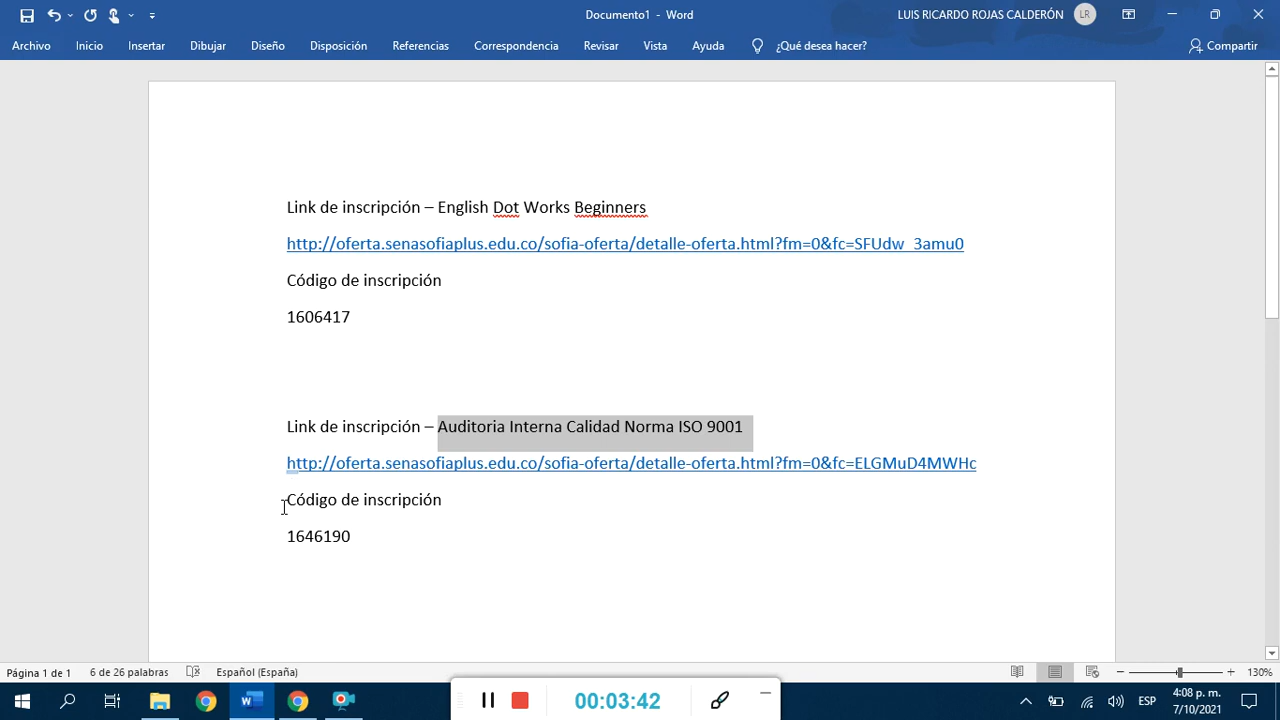 Documento1 - Word
LUIS RICARDO ROJAS CALDERÓN
LR
Archivo
Inicio
Insertar
Dibujar
Diseño
Disposición
Referencias
Correspondencia
Revisar
Vista
Ayuda
¿Qué desea hacer?
Compartir
Link de inscripción – English Dot Works Beginners
http://oferta.senasofiaplus.edu.co/sofia-oferta/detalle-oferta.html?fm=0&fc=SFUdw_3amu0
Código de inscripción
1606417
Link de inscripción – Auditoria Interna Calidad Norma ISO 9001
http://oferta.senasofiaplus.edu.co/sofia-oferta/detalle-oferta.html?fm=0&fc=ELGMuD4MWHc
Código de inscripción
1646190
Página 1 de 1
6 de 26 palabras
Español (España)
130%
00:03:42
ESP
4:08 p. m.
7/10/2021